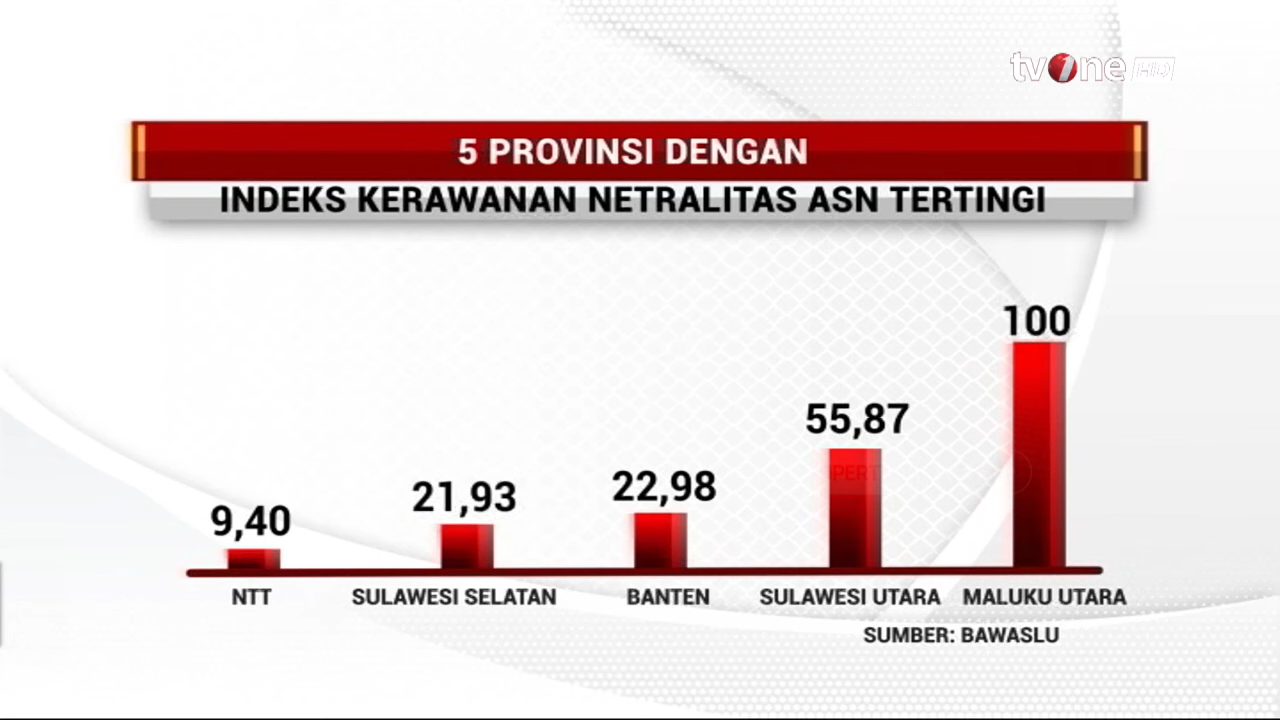 tvOne HD
5 PROVINSI DENGAN
INDEKS KERAWANAN NETRALITAS ASN TERTINGI
100
55,87
22,98
21,93
9,40
NTT SULAWESI SELATAN BANTEN SULAWESI UTARA MALUKU UTARA
SUMBER: BAWASLU